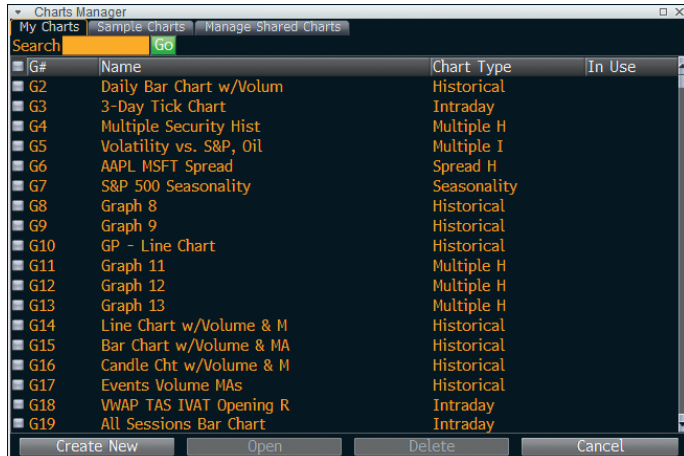 Charts Manager
My Charts Sample Charts Manage Shared Charts
Search Go
G# Name Chart Type In Use
G2 Daily Bar Chart w/Volum Historical
G3 3-Day Tick Chart Intraday
G4 Multiple Security Hist Multiple H
G5 Volatility vs. S&P, Oil Multiple I
G6 AAPL MSFT Spread Spread H
G7 S&P 500 Seasonality Seasonality
G8 Graph 8 Historical
G9 Graph 9 Historical
G10 GP - Line Chart Historical
G11 Graph 11 Multiple H
G12 Graph 12 Multiple H
G13 Graph 13 Multiple H
G14 Line Chart w/Volume & M Historical
G15 Bar Chart w/Volume & MA Historical
G16 Candle Cht w/Volume & M Historical
G17 Events Volume MAs Historical
G18 VWAP TAS IVAT Opening R Intraday
G19 All Sessions Bar Chart Intraday
Create New Open Delete Cancel